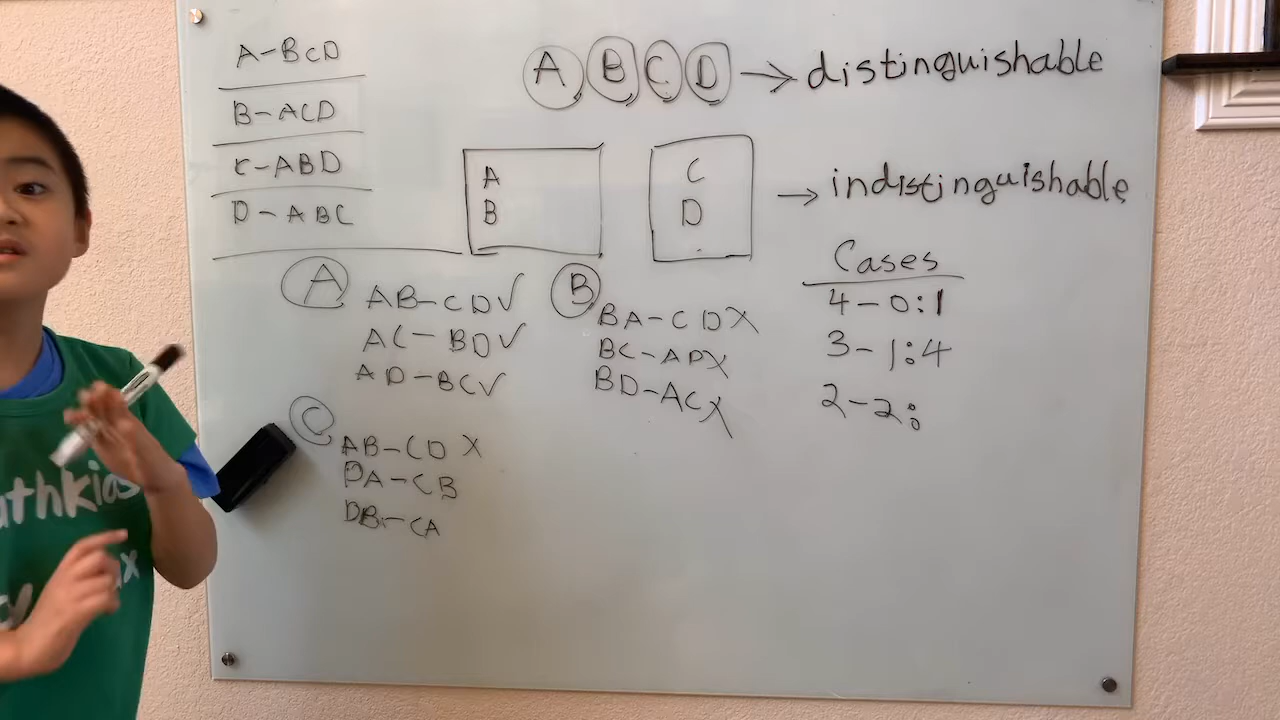 A-BCD
B-ACD
C-ABD
D-ABC
A B C D → distinguishable
A
B
C
D
→ indistinguishable
Cases
4-0:1
3-1:4
2-2:
A
AB-CD✓
AC-BD✓
AD-BC✓
B
BA-CDX
BC-ADX
BD-ACX
C
AB-CD X
DA-CB
DB-CA